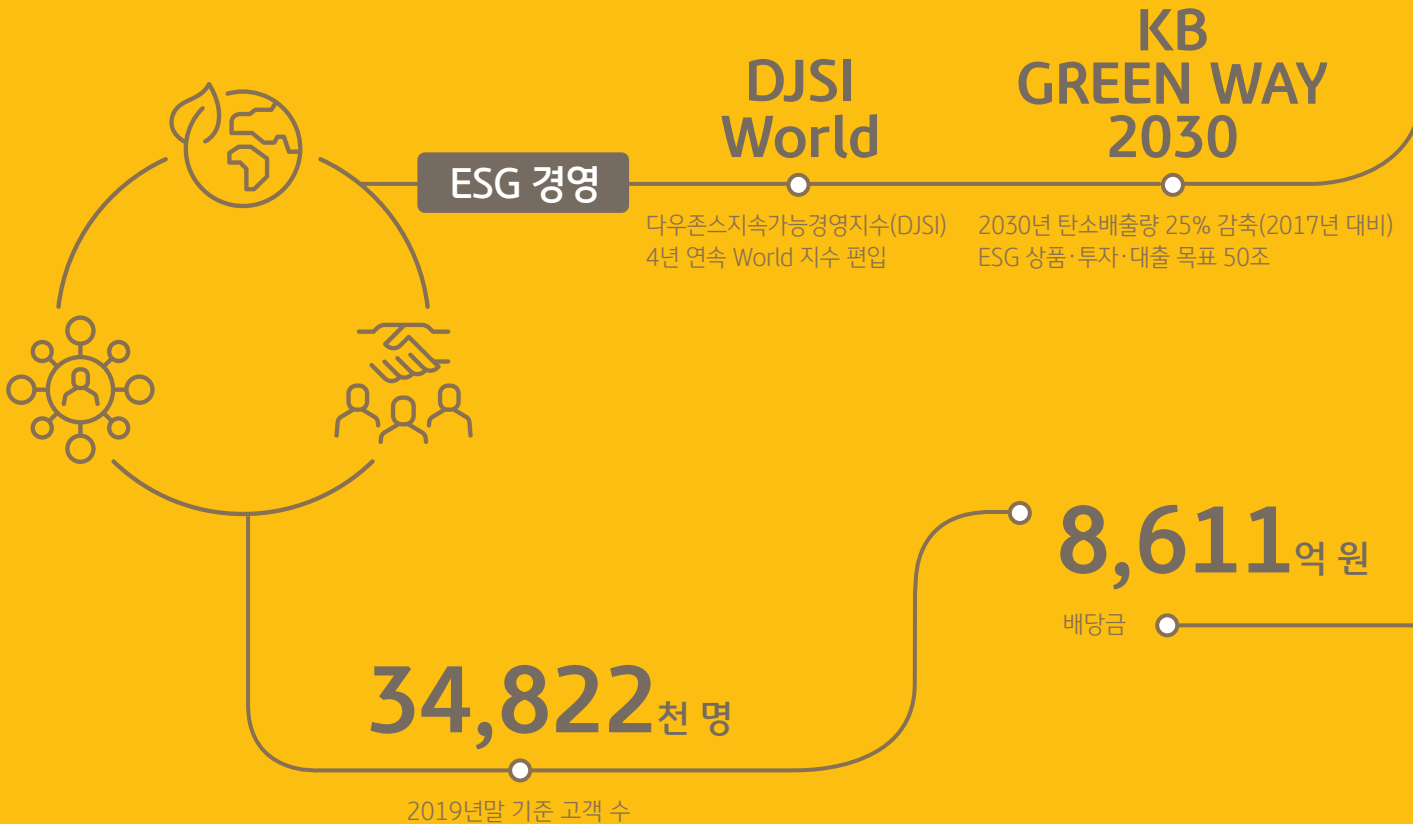 ESG 경영
DJSI
World
다우존스지속가능경영지수(DJSI)
4년 연속 World 지수 편입
KB
GREEN WAY
2030
2030년 탄소배출량 25% 감축(2017년 대비)
ESG 상품·투자·대출 목표 50조
8,611억 원
배당금
34,822천 명
2019년말 기준 고객 수